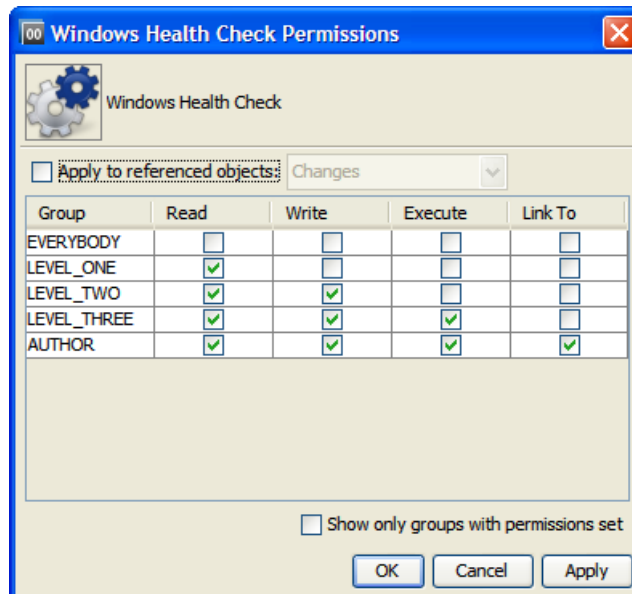 Windows Health Check Permissions
Windows Health Check
Apply to referenced objects: Changes
Group Read Write Execute Link To
EVERYBODY
LEVEL_ONE
LEVEL_TWO
LEVEL_THREE
AUTHOR
Show only groups with permissions set
OK Cancel Apply